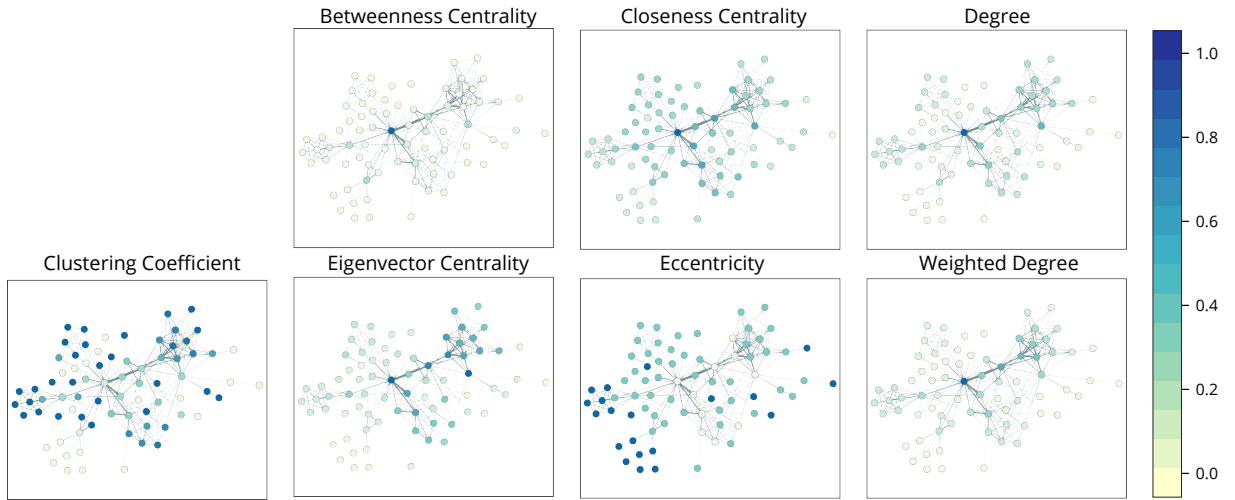 Betweenness Centrality
Closeness Centrality
Degree
Clustering Coefficient
Eigenvector Centrality
Eccentricity
Weighted Degree
1.0
0.8
0.6
0.4
0.2
0.0